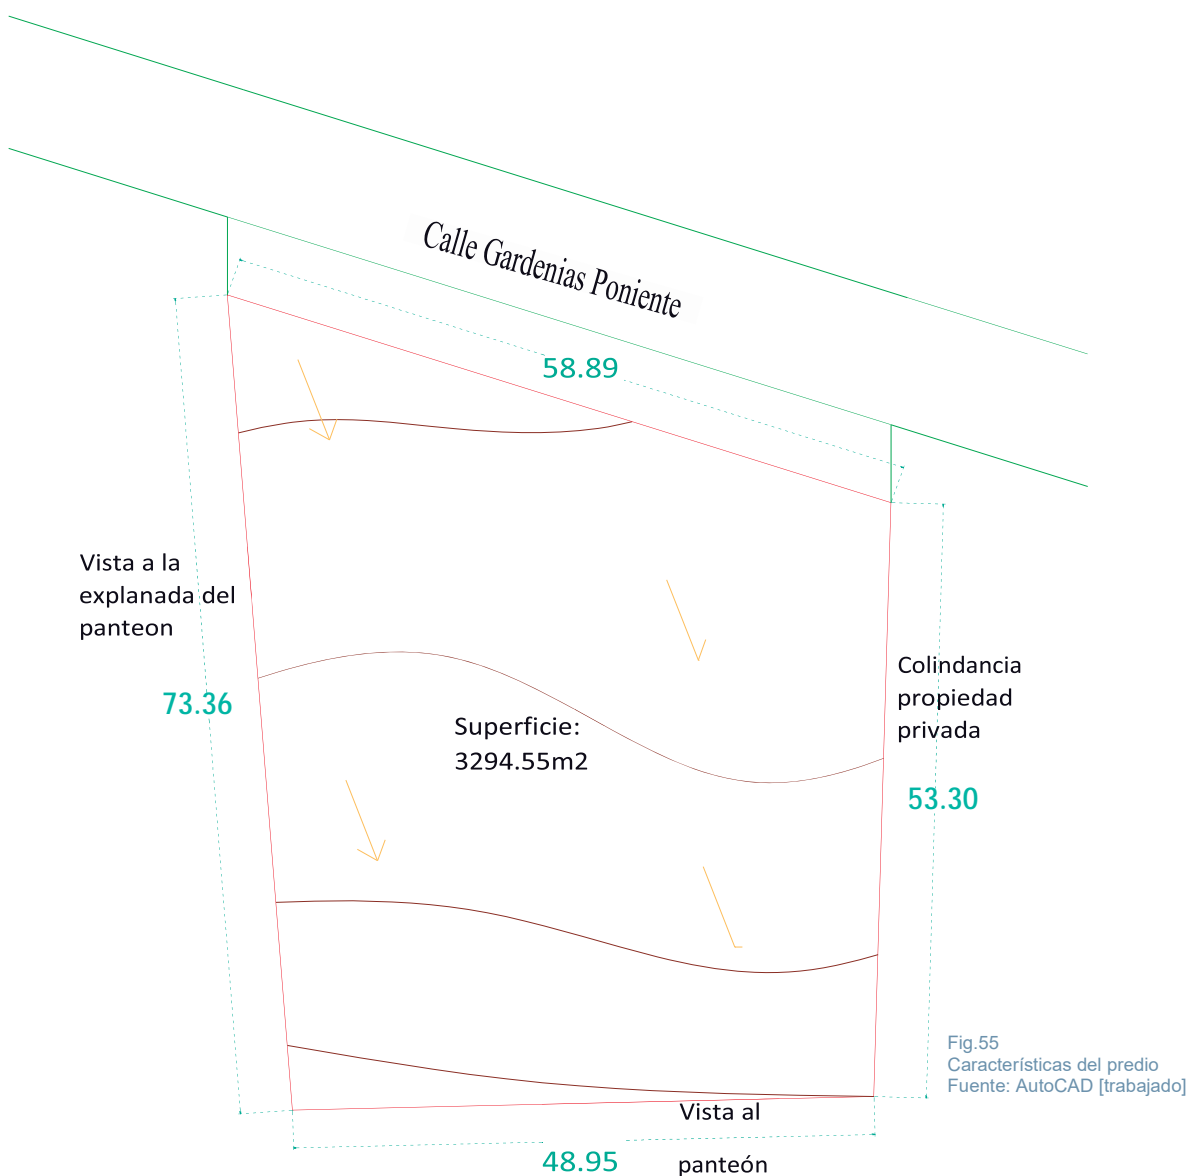 Calle Gardenias Poniente
58.89
Vista a la
explanada del
panteon
73.36
Superficie:
3294.55m2
Colindancia
propiedad
privada
53.30
Fig.55
Características del predio
Fuente: AutoCAD [trabajado]
Vista al
panteón
48.95